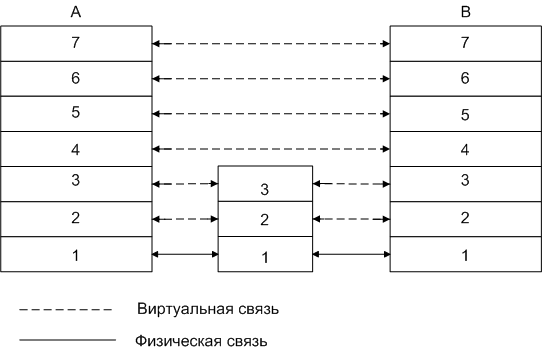 A B
7 7
6 6
5 5
4 4
3 3 3
2 2 2
1 1 1
Виртуальная связь
Физическая связь